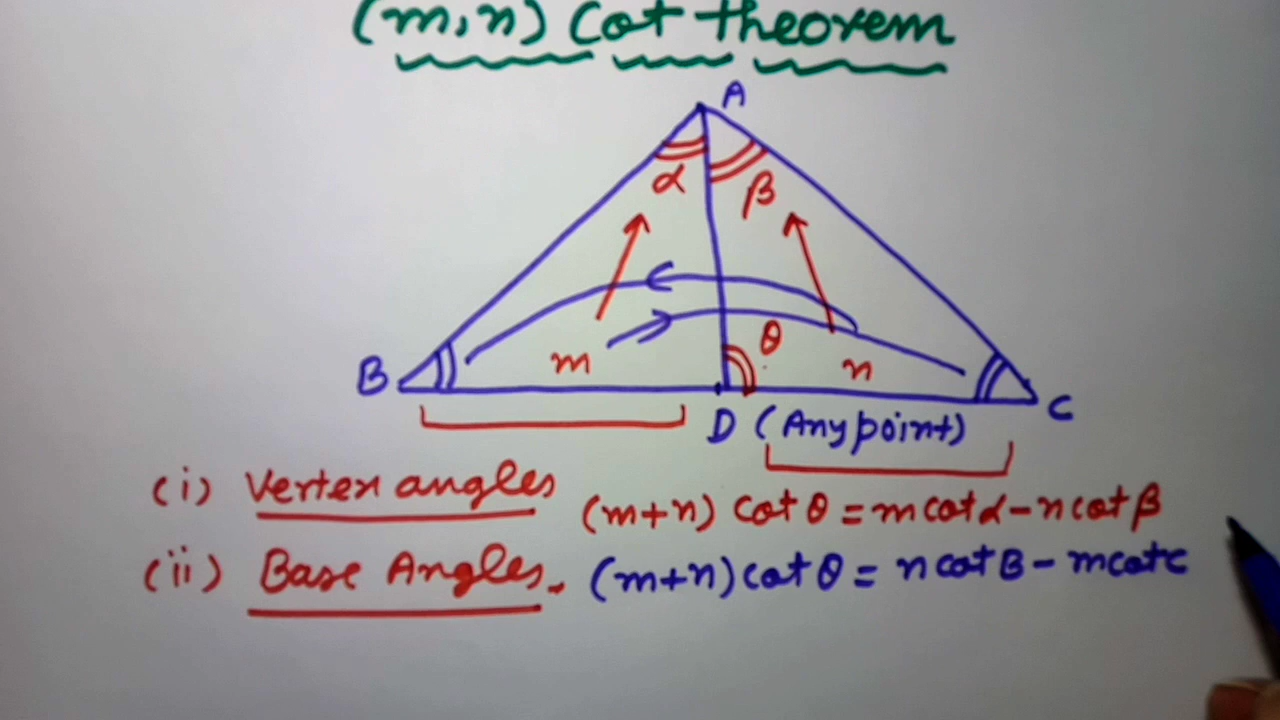 (m,n) Cot theorem
A
α β
θ
B m n
D (Any point) C
(i) Vertex angles (m+n) cot θ = m cot α - n cot β
(ii) Base Angles. (m+n) cot θ = n cot B - m cot c